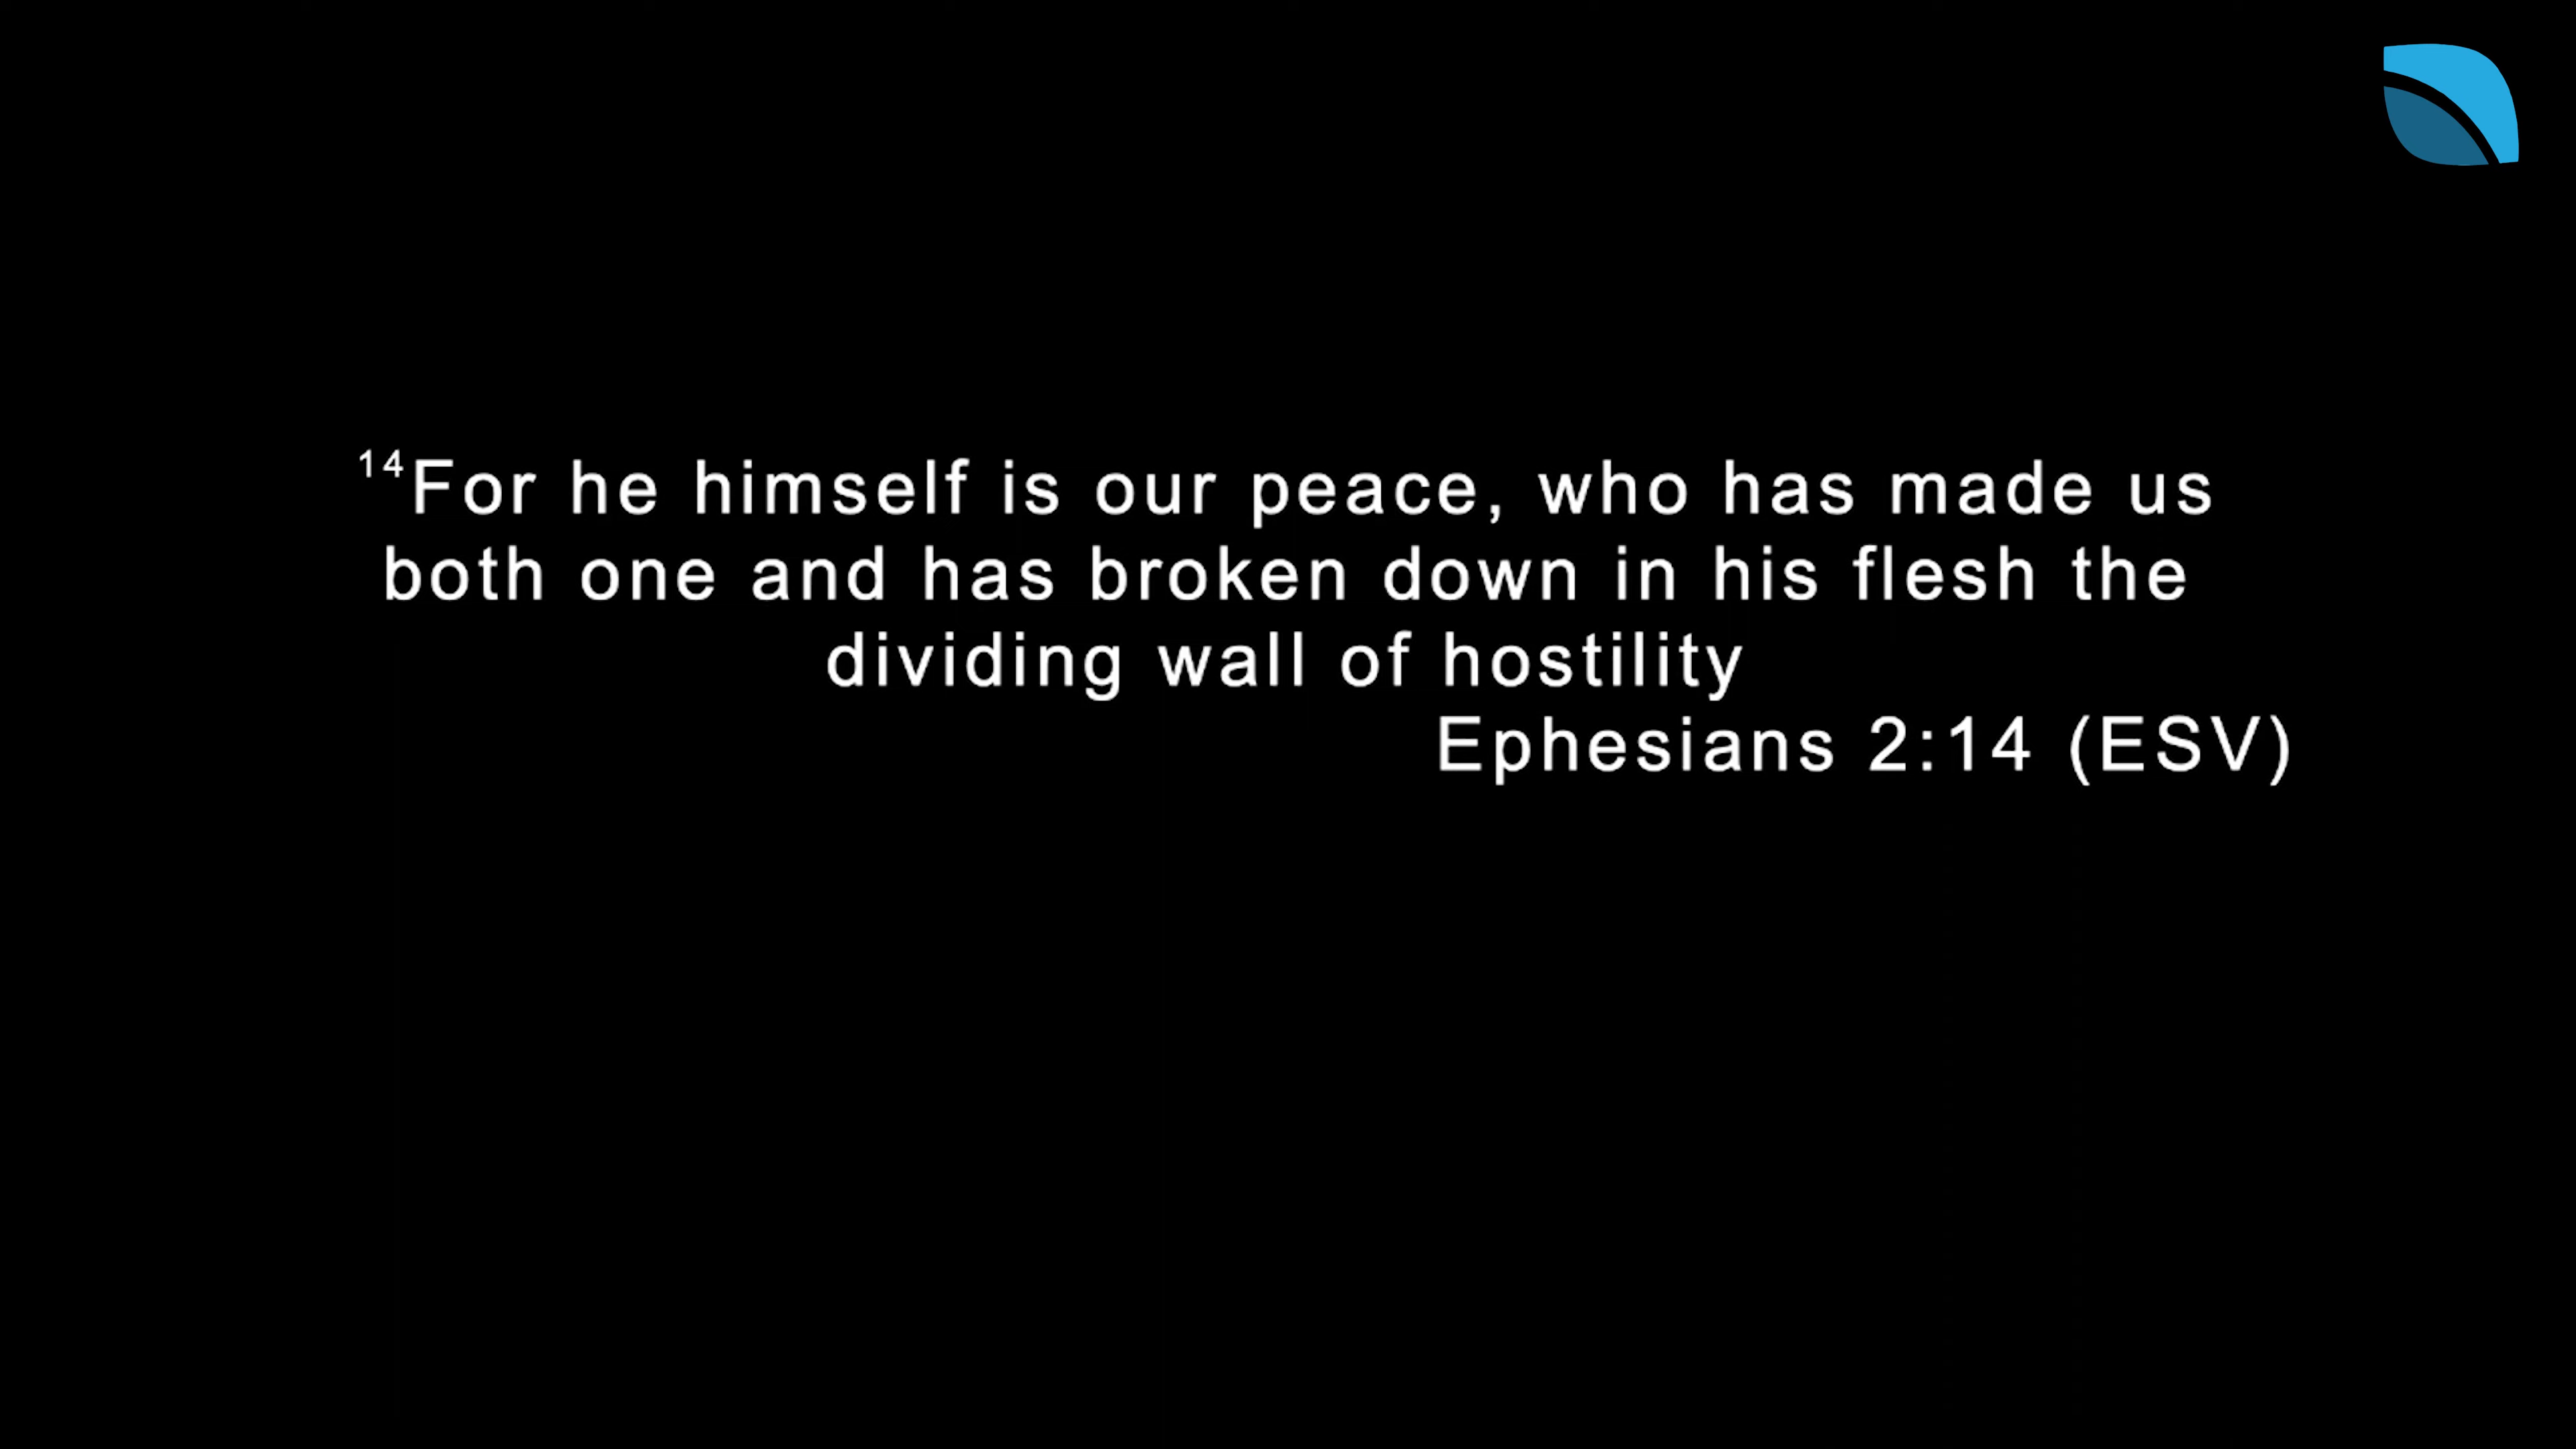 14For he himself is our peace, who has made us
both one and has broken down in his flesh the
dividing wall of hostility
Ephesians 2:14 (ESV)